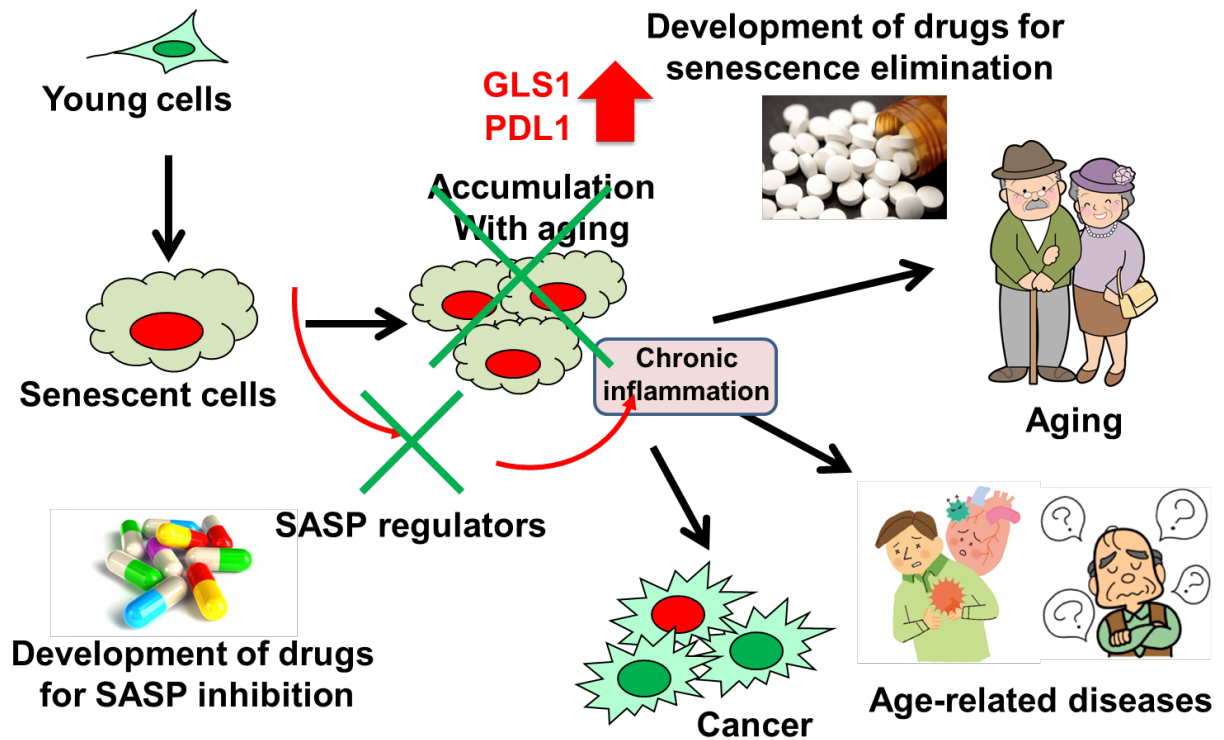 Young cells
GLS1
PDL1
Development of drugs for
senescence elimination
Accumulation
With aging
Senescent cells
Chronic
inflammation
Aging
SASP regulators
Development of drugs
for SASP inhibition
Cancer
Age-related diseases
?
?
?
?